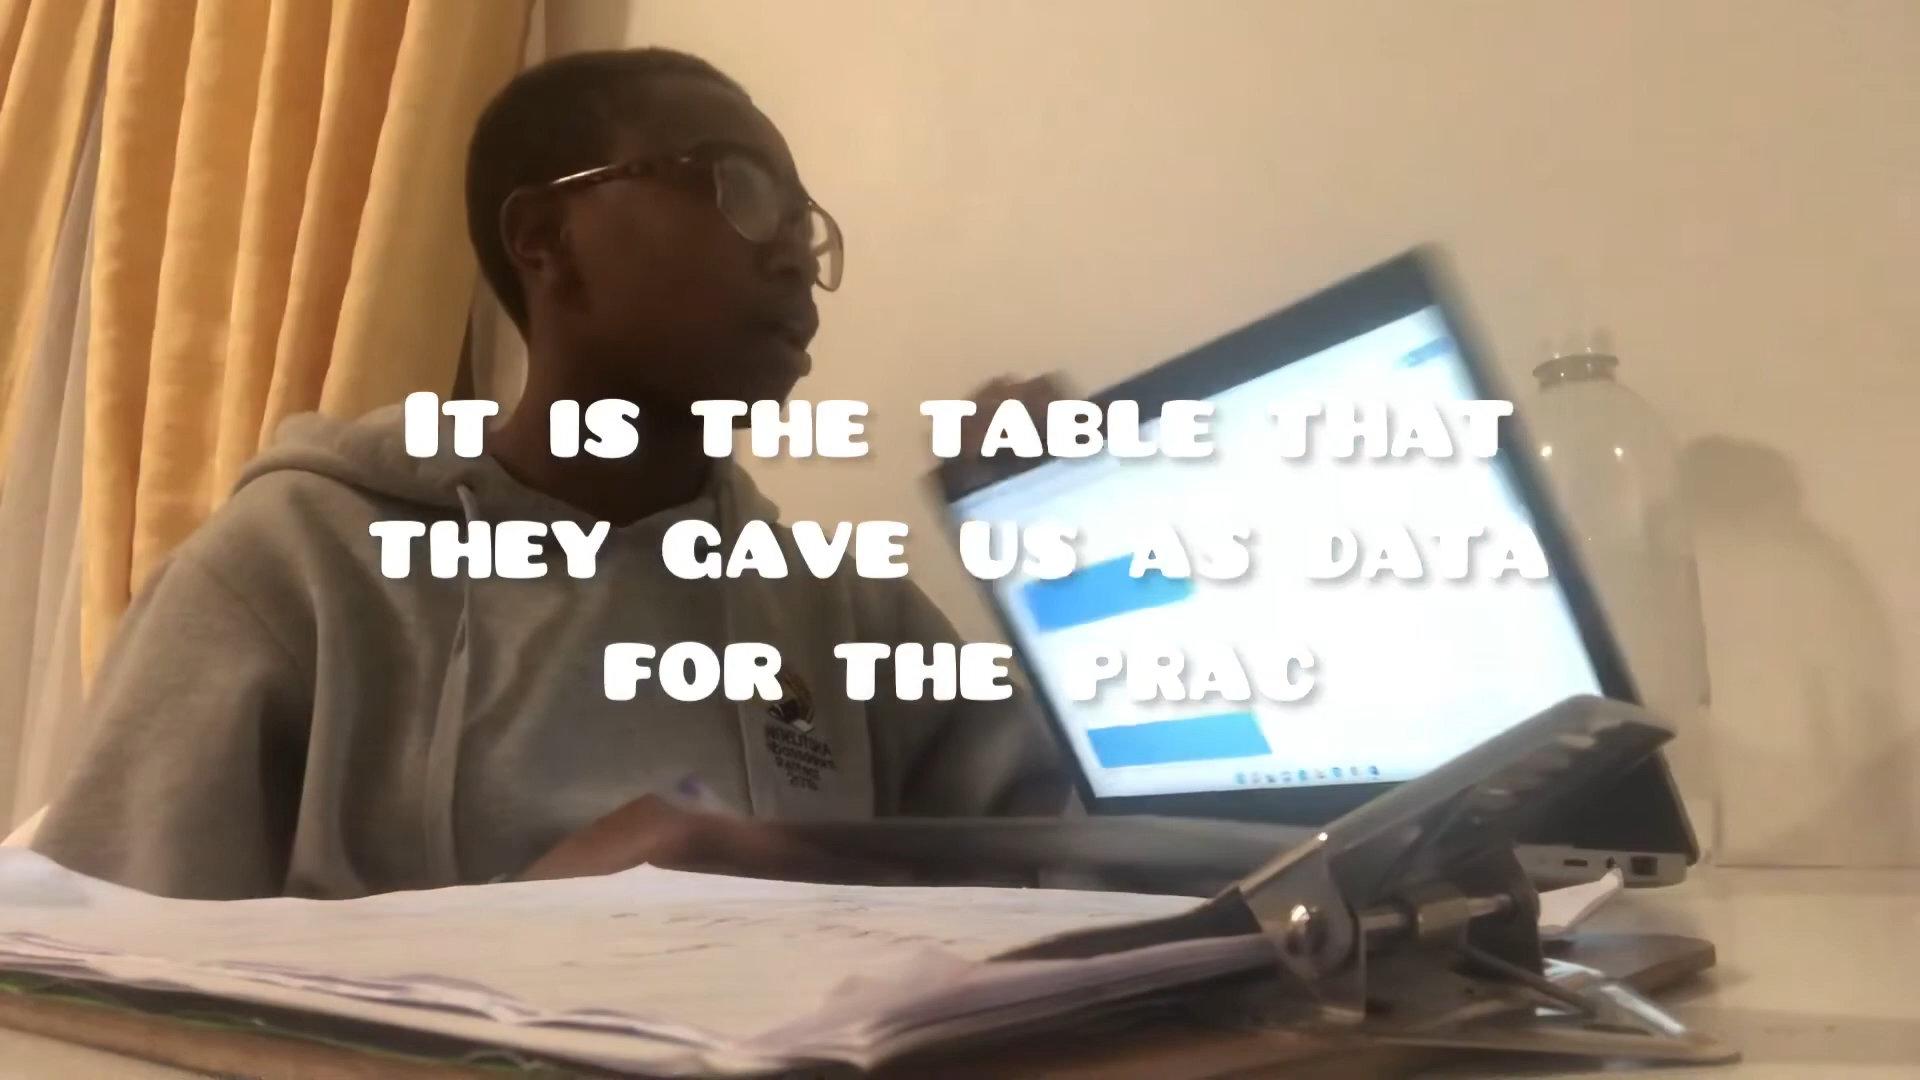 It is the table that
they gave us as data
for the prac